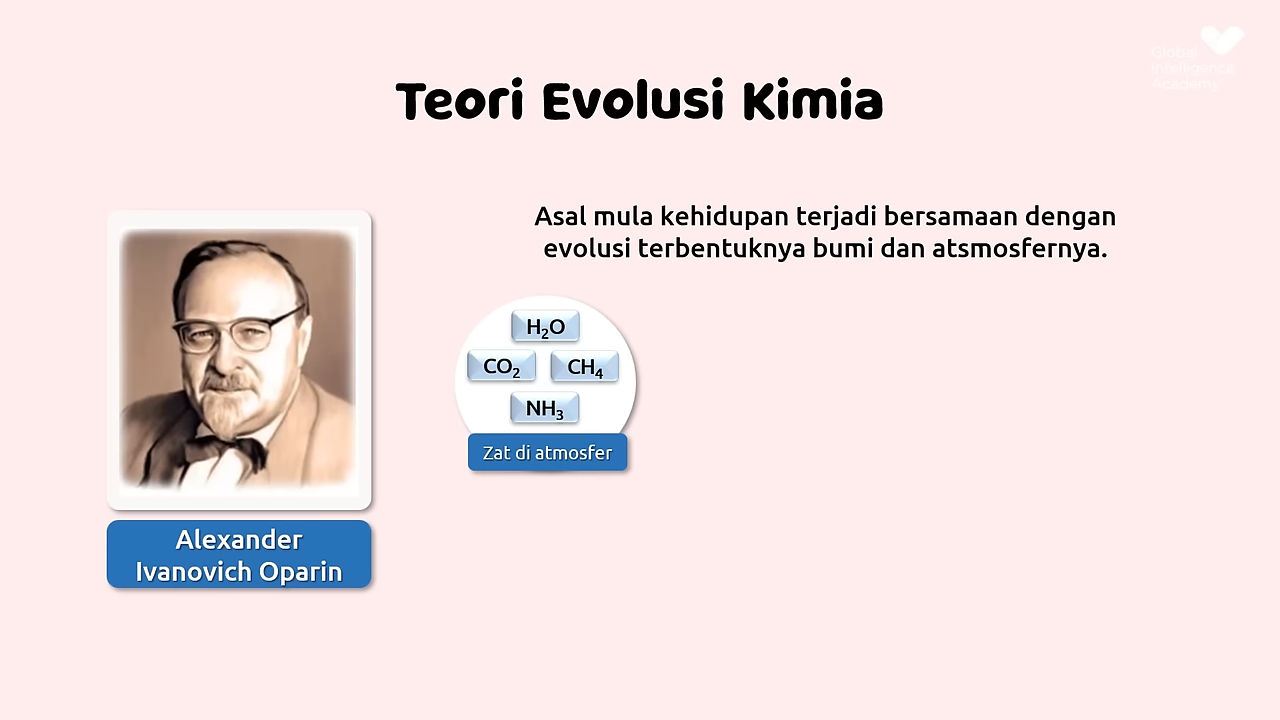 Global
Intelligence
Academy
Teori Evolusi Kimia
Asal mula kehidupan terjadi bersamaan dengan
evolusi terbentuknya bumi dan atsmosfernya.
H₂O
CO₂ CH₄
NH₃
Zat di atmosfer
Alexander
Ivanovich Oparin